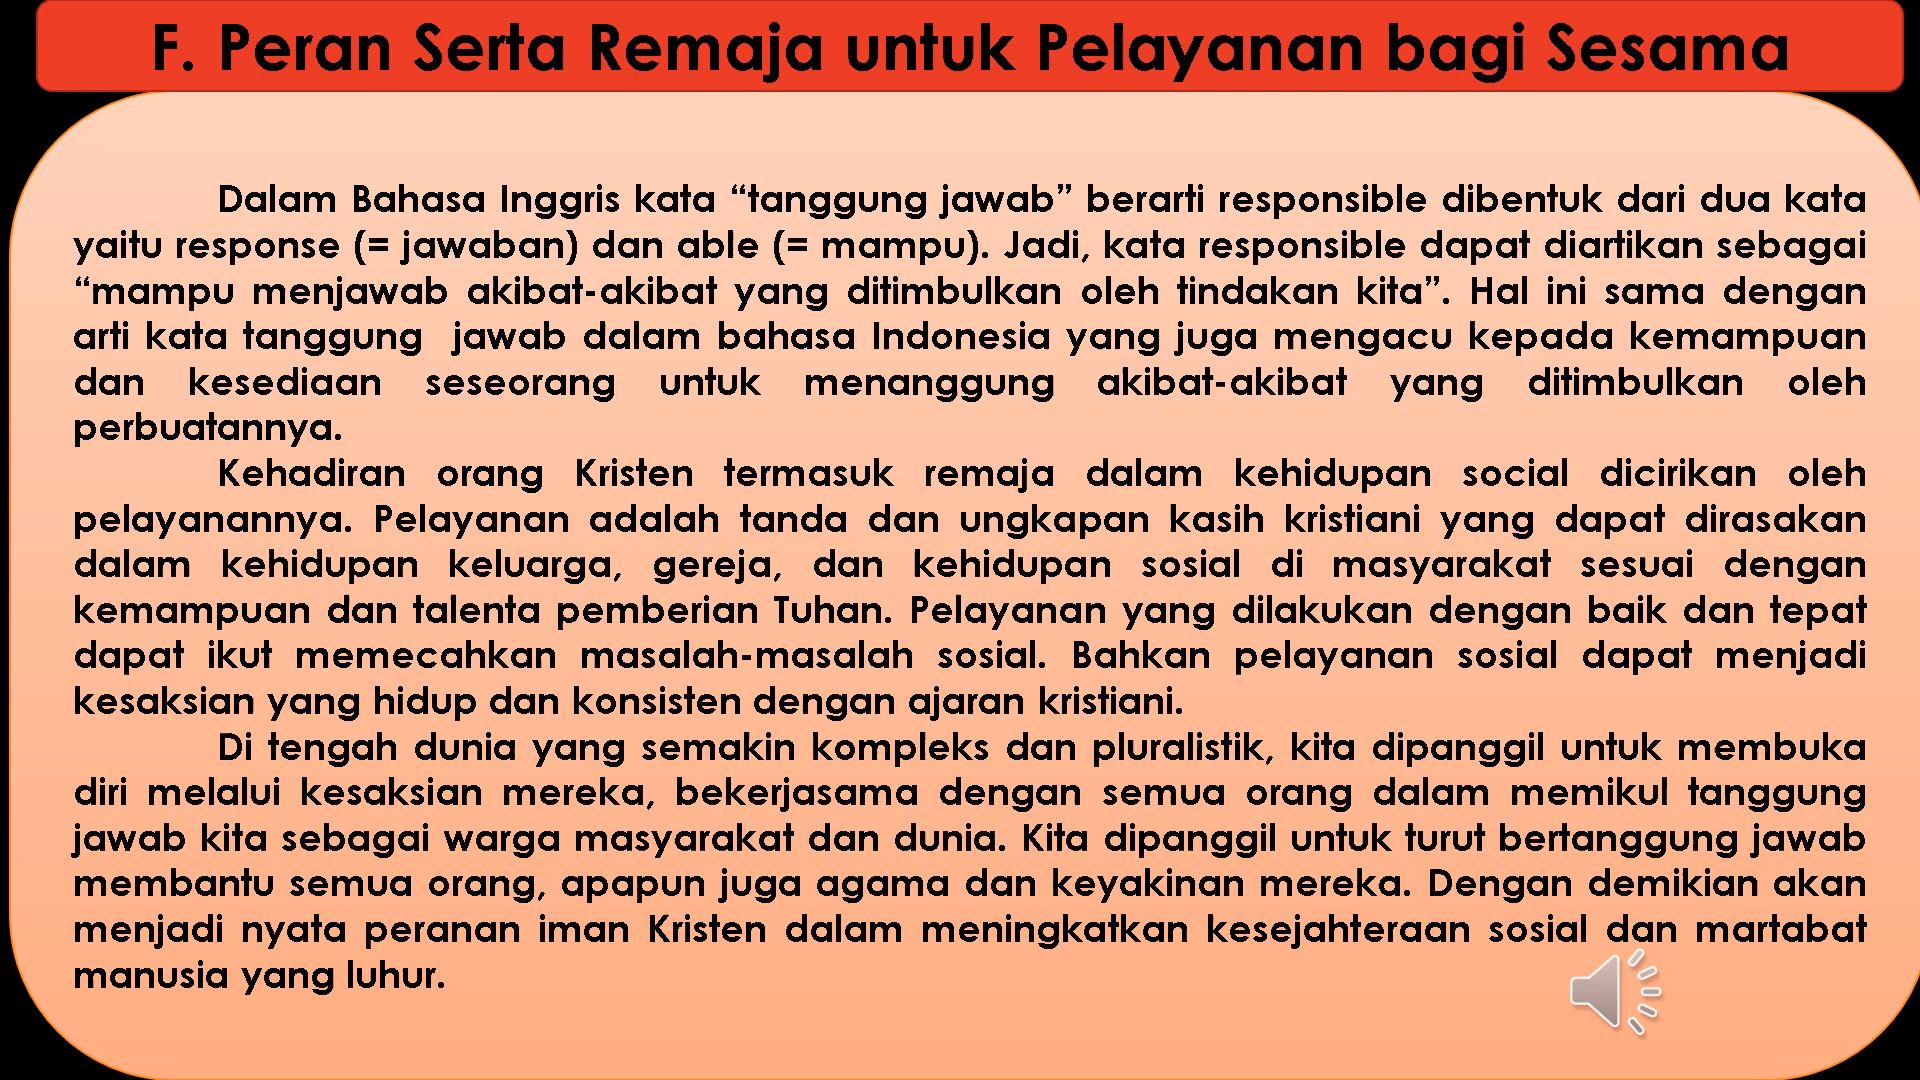 F. Peran Serta Remaja untuk Pelayanan bagi Sesama
Dalam Bahasa Inggris kata “tanggung jawab” berarti responsible dibentuk dari dua kata
yaitu response (= jawaban) dan able (= mampu). Jadi, kata responsible dapat diartikan sebagai
“mampu menjawab akibat-akibat yang ditimbulkan oleh tindakan kita”. Hal ini sama dengan
arti kata tanggung jawab dalam bahasa Indonesia yang juga mengacu kepada kemampuan
dan kesediaan seseorang untuk menanggung akibat-akibat yang ditimbulkan oleh
perbuatannya.
Kehadiran orang Kristen termasuk remaja dalam kehidupan social dicirikan oleh
pelayanannya. Pelayanan adalah tanda dan ungkapan kasih kristiani yang dapat dirasakan
dalam kehidupan keluarga, gereja, dan kehidupan sosial di masyarakat sesuai dengan
kemampuan dan talenta pemberian Tuhan. Pelayanan yang dilakukan dengan baik dan tepat
dapat ikut memecahkan masalah-masalah sosial. Bahkan pelayanan sosial dapat menjadi
kesaksian yang hidup dan konsisten dengan ajaran kristiani.
Di tengah dunia yang semakin kompleks dan pluralistik, kita dipanggil untuk membuka
diri melalui kesaksian mereka, bekerjasama dengan semua orang dalam memikul tanggung
jawab kita sebagai warga masyarakat dan dunia. Kita dipanggil untuk turut bertanggung jawab
membantu semua orang, apapun juga agama dan keyakinan mereka. Dengan demikian akan
menjadi nyata peranan iman Kristen dalam meningkatkan kesejahteraan sosial dan martabat
manusia yang luhur.